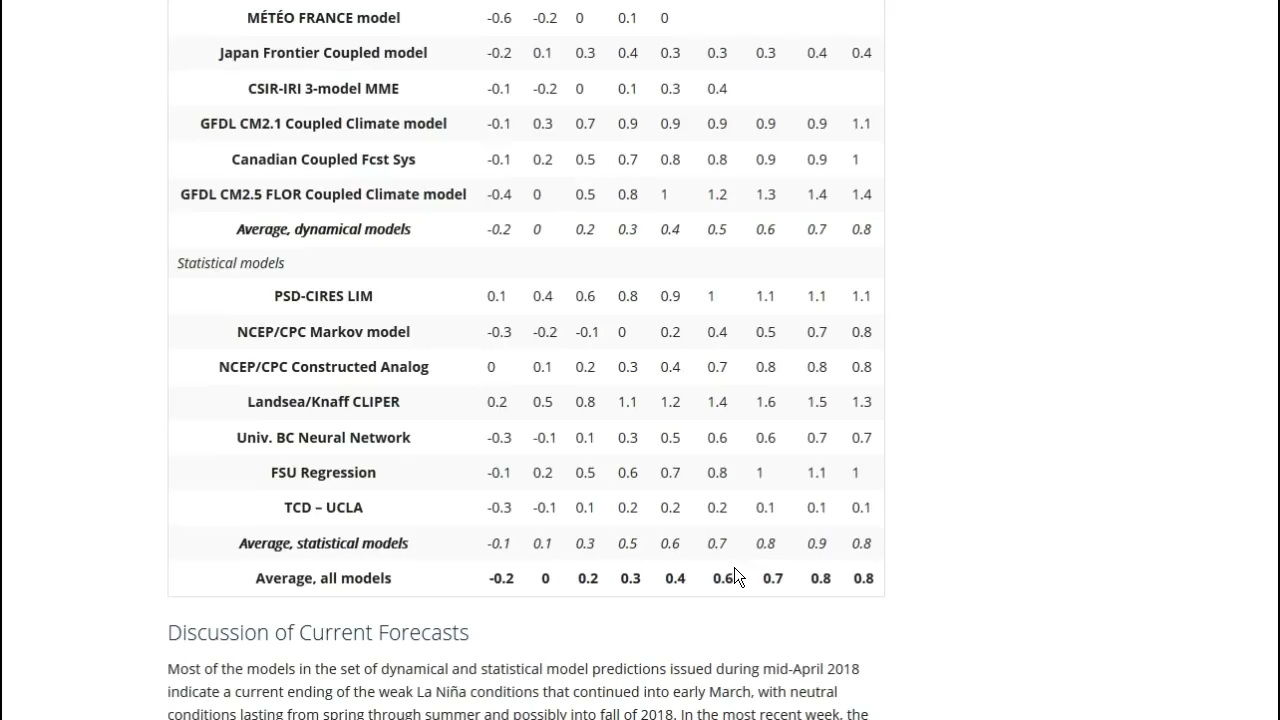 MÉTÉO FRANCE model -0.6 -0.2 0 0.1 0
Japan Frontier Coupled model -0.2 0.1 0.3 0.4 0.3 0.3 0.3 0.4 0.4
CSIR-IRI 3-model MME -0.1 -0.2 0 0.1 0.3 0.4
GFDL CM2.1 Coupled Climate model -0.1 0.3 0.7 0.9 0.9 0.9 0.9 0.9 1.1
Canadian Coupled Fcst Sys -0.1 0.2 0.5 0.7 0.8 0.8 0.9 0.9 1
GFDL CM2.5 FLOR Coupled Climate model -0.4 0 0.5 0.8 1 1.2 1.3 1.4 1.4
Average, dynamical models -0.2 0 0.2 0.3 0.4 0.5 0.6 0.7 0.8
Statistical models
PSD-CIRES LIM 0.1 0.4 0.6 0.8 0.9 1 1.1 1.1 1.1
NCEP/CPC Markov model -0.3 -0.2 -0.1 0 0.2 0.4 0.5 0.7 0.8
NCEP/CPC Constructed Analog 0 0.1 0.2 0.3 0.4 0.7 0.8 0.8 0.8
Landsea/Knaff CLIPER 0.2 0.5 0.8 1.1 1.2 1.4 1.6 1.5 1.3
Univ. BC Neural Network -0.3 -0.1 0.1 0.3 0.5 0.6 0.6 0.7 0.7
FSU Regression -0.1 0.2 0.5 0.6 0.7 0.8 1 1.1 1
TCD – UCLA -0.3 -0.1 0.1 0.2 0.2 0.2 0.1 0.1 0.1
Average, statistical models -0.1 0.1 0.3 0.5 0.6 0.7 0.8 0.9 0.8
Average, all models -0.2 0 0.2 0.3 0.4 0.6 0.7 0.8 0.8
Discussion of Current Forecasts
Most of the models in the set of dynamical and statistical model predictions issued during mid-April 2018
indicate a current ending of the weak La Niña conditions that continued into early March, with neutral
conditions lasting from spring through summer and possibly into fall of 2018. In the most recent week, the